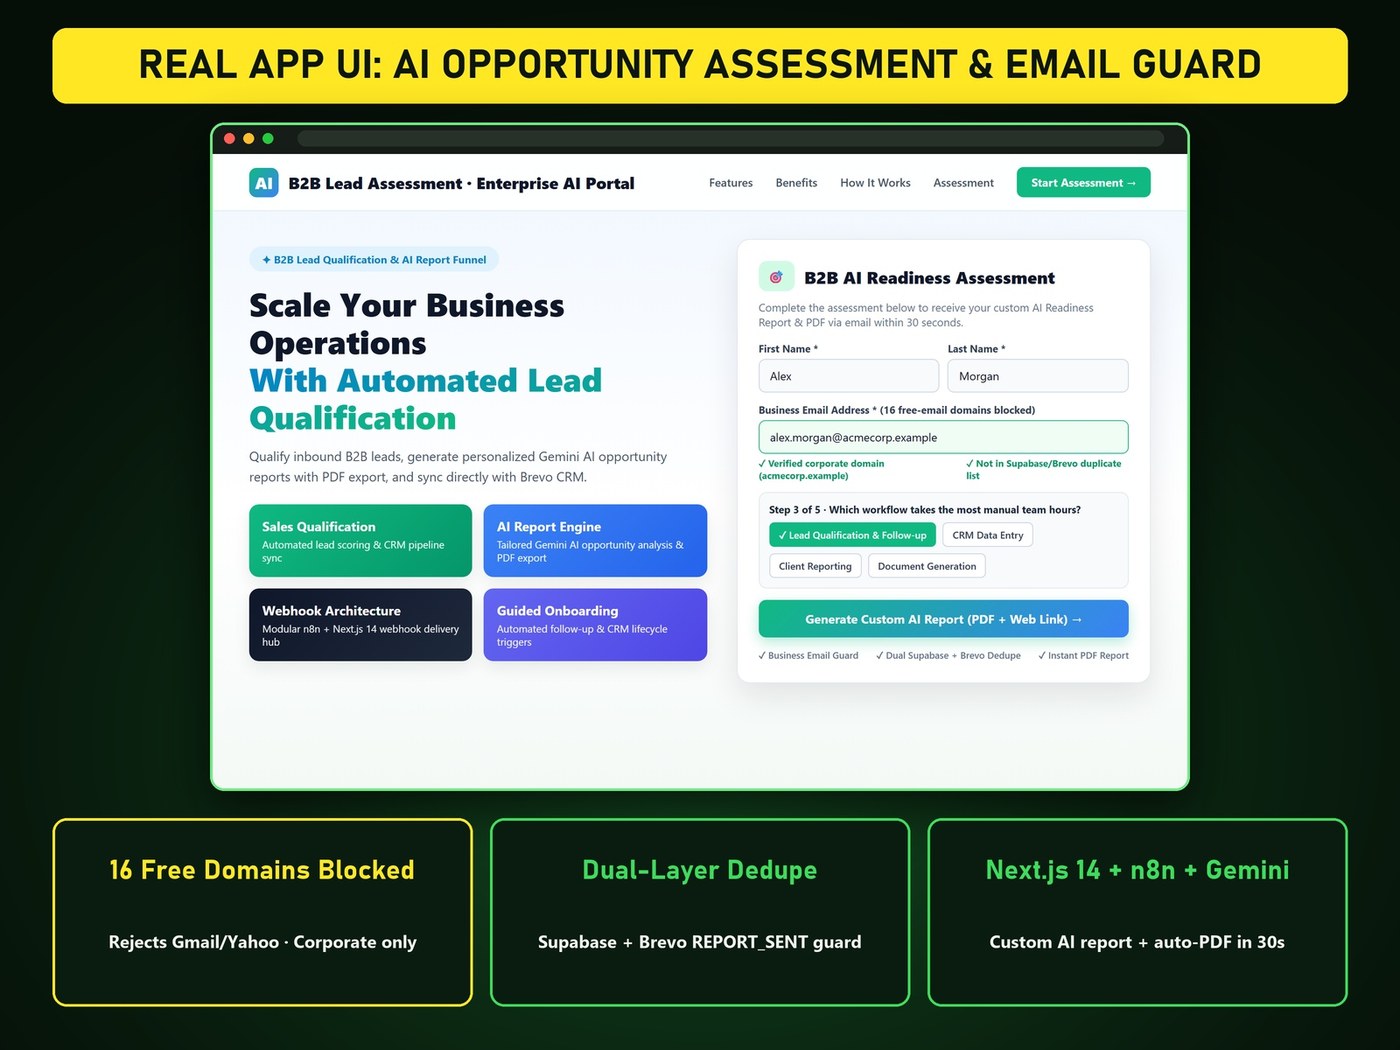 REAL APP UI: AI OPPORTUNITY ASSESSMENT & EMAIL GUARD
AI
B2B Lead Assessment · Enterprise AI Portal
Features
Benefits
How It Works
Assessment
Start Assessment →
✦ B2B Lead Qualification & AI Report Funnel
Scale Your Business
Operations
With Automated Lead
Qualification
Qualify inbound B2B leads, generate personalized Gemini AI opportunity
reports with PDF export, and sync directly with Brevo CRM.
Sales Qualification
Automated lead scoring & CRM pipeline
sync
AI Report Engine
Tailored Gemini AI opportunity analysis &
PDF export
Webhook Architecture
Modular n8n + Next.js 14 webhook delivery
hub
Guided Onboarding
Automated follow-up & CRM lifecycle
triggers
B2B AI Readiness Assessment
Complete the assessment below to receive your custom AI Readiness
Report & PDF via email within 30 seconds.
First Name *
Last Name *
Alex
Morgan
Business Email Address * (16 free-email domains blocked)
alex.morgan@acmecorp.example
✓ Verified corporate domain
(acmecorp.example)
✓ Not in Supabase/Brevo duplicate
list
Step 3 of 5 · Which workflow takes the most manual team hours?
✓ Lead Qualification & Follow-up
CRM Data Entry
Client Reporting
Document Generation
Generate Custom AI Report (PDF + Web Link) →
✓ Business Email Guard
✓ Dual Supabase + Brevo Dedupe
✓ Instant PDF Report
16 Free Domains Blocked
Rejects Gmail/Yahoo · Corporate only
Dual-Layer Dedupe
Supabase + Brevo REPORT_SENT guard
Next.js 14 + n8n + Gemini
Custom AI report + auto-PDF in 30s